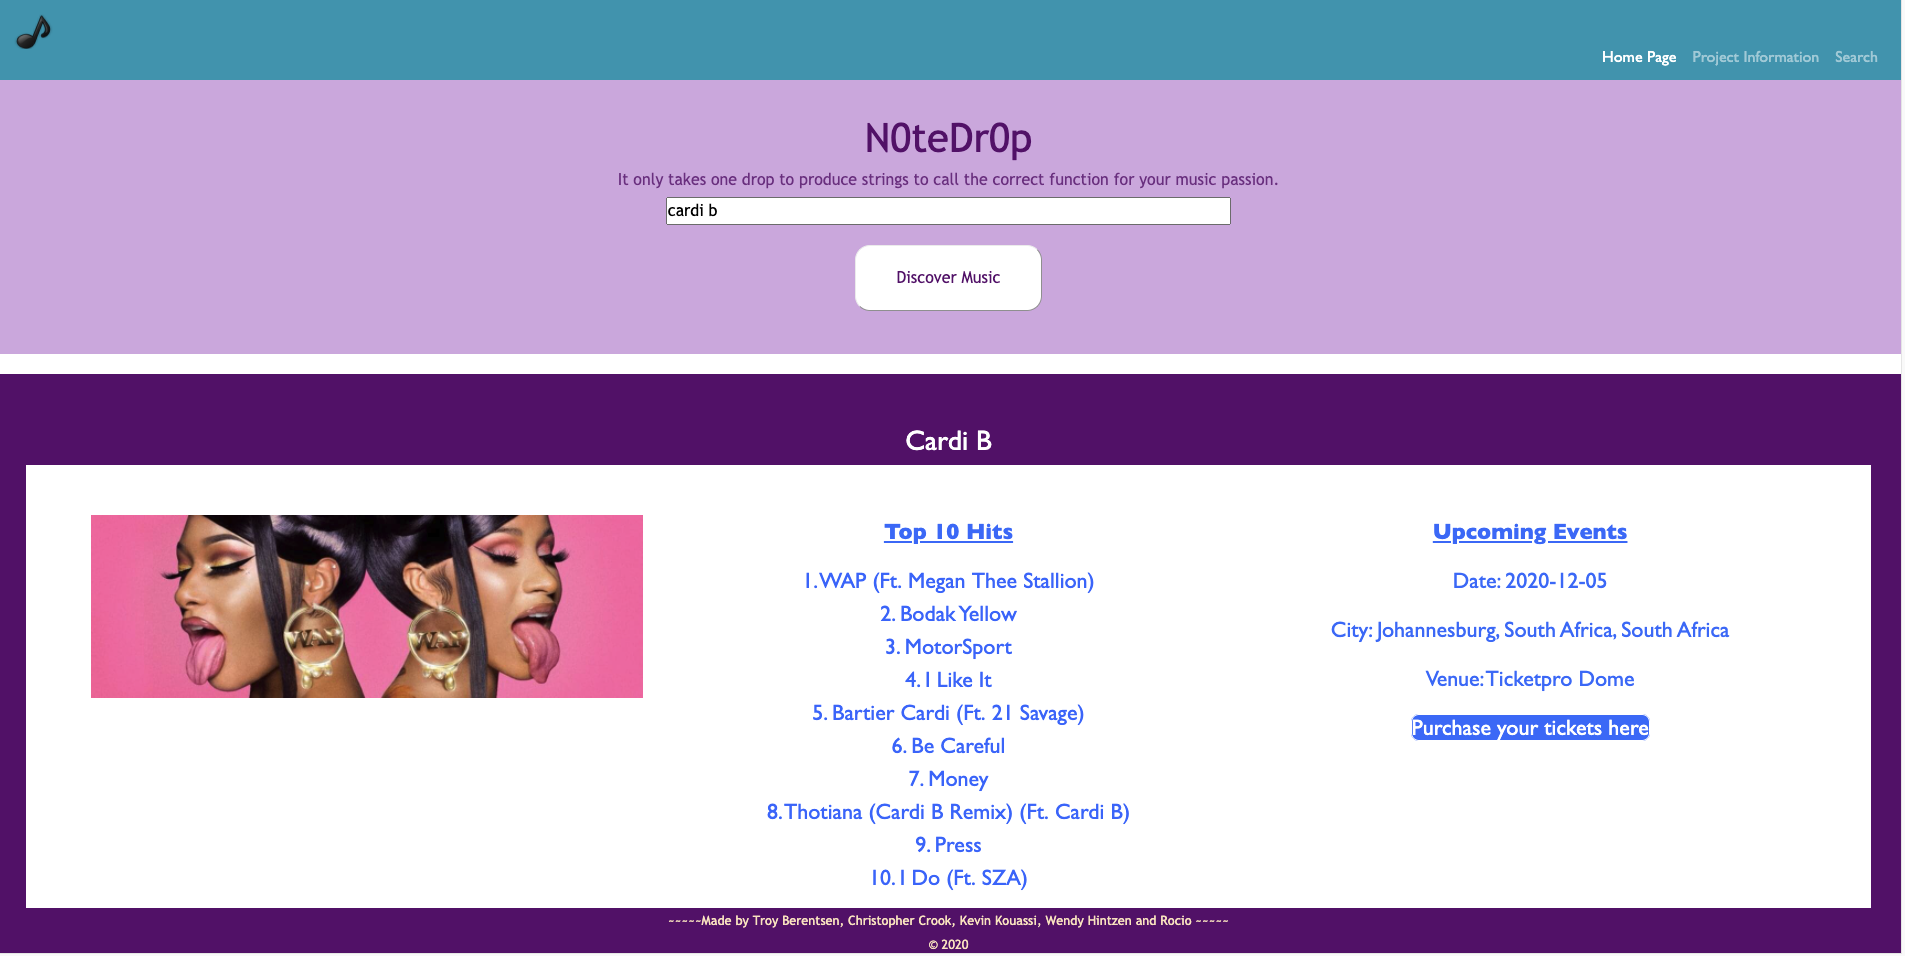 Home Page Project Information Search
N0teDr0p
It only takes one drop to produce strings to call the correct function for your music passion.
cardi b
Discover Music
Cardi B
WAP WAP
Top 10 Hits
1. WAP (Ft. Megan Thee Stallion)
2. Bodak Yellow
3. MotorSport
4. I Like It
5. Bartier Cardi (Ft. 21 Savage)
6. Be Careful
7. Money
8. Thotiana (Cardi B Remix) (Ft. Cardi B)
9. Press
10. I Do (Ft. SZA)
Upcoming Events
Date: 2020-12-05
City: Johannesburg, South Africa, South Africa
Venue: Ticketpro Dome
Purchase your tickets here
~~~~~Made by Troy Berentsen, Christopher Crook, Kevin Kouassi, Wendy Hintzen and Rocio ~~~~~
© 2020